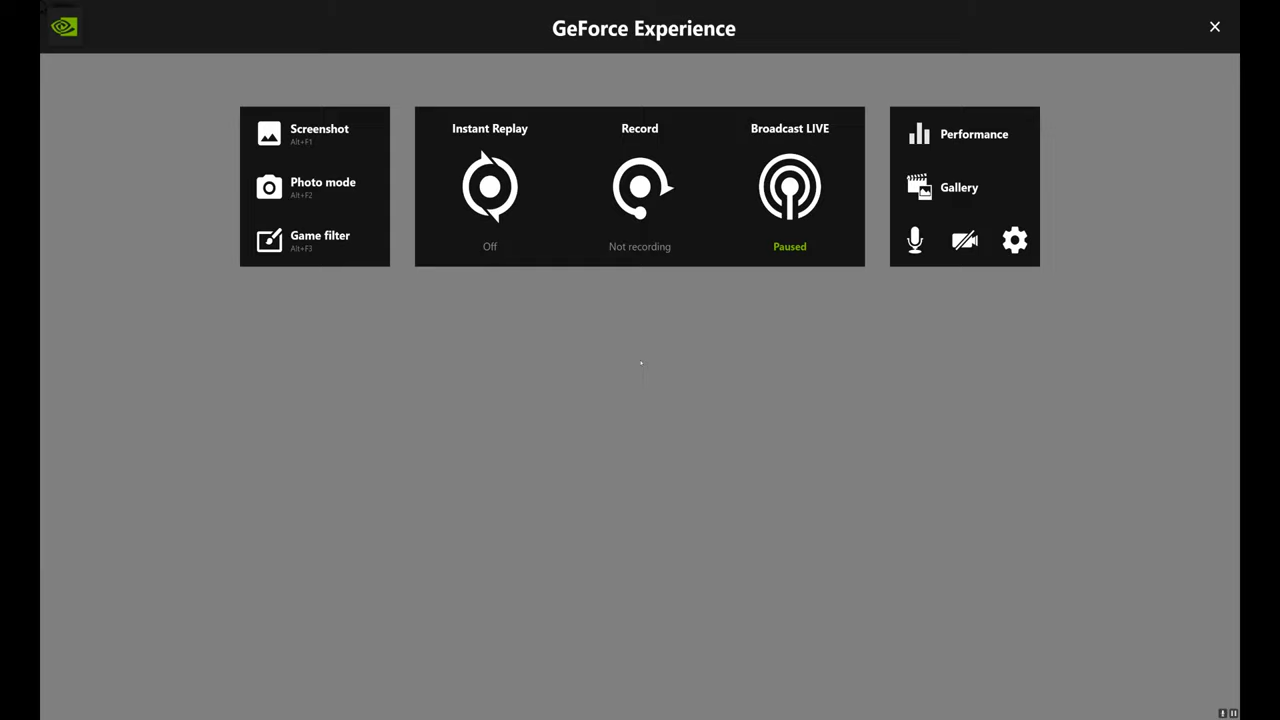 GeForce Experience
Screenshot
Alt+F1
Photo mode
Alt+F2
Game filter
Alt+F3
Instant Replay
Off
Record
Not recording
Broadcast LIVE
Paused
Performance
Gallery